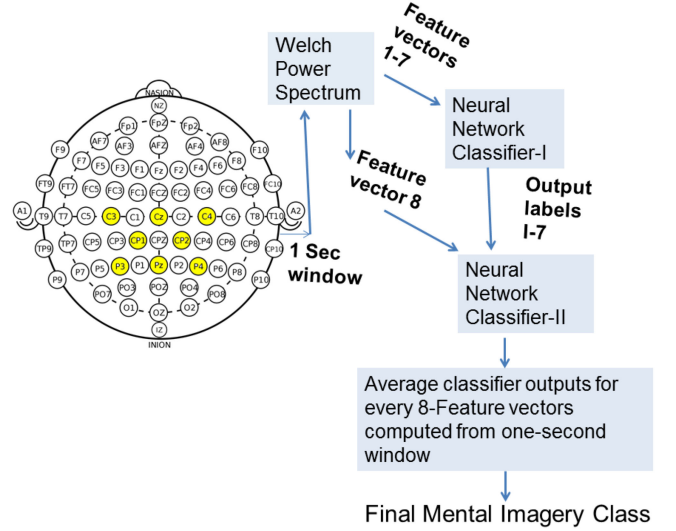 Welch
Power
Spectrum
Feature
vectors
1-7
Neural
Network
Classifier-I
Feature
vector 8
Output
labels
I-7
1 Sec
window
Neural
Network
Classifier-II
Average classifier outputs for
every 8-Feature vectors
computed from one-second
window
Final Mental Imagery Class
NASION
NZ
Fp1 FpZ Fp2
AF7 AF3 AFZ AF4 AF8
F9 F7 F5 F3 F1 Fz F2 F4 F6 F8 F10
FT9 FT7 FC5 FC3 FC1 FCZ FC2 FC4 FC6 FC8 FC10
A1 T9 T7 C5 C3 C1 Cz C2 C4 C6 T8 T10 A2
TP9 TP7 CP5 CP3 CP1 CPZ CP2 CP4 CP6 CP8 CP10
P9 P7 P5 P3 P1 Pz P2 P4 P6 P8 P10
PO7 PO3 POZ PO4 PO8
O1 OZ O2
IZ
INION